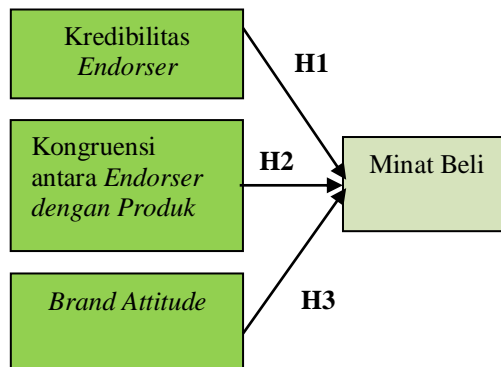 Kredibilitas
Endorser
H1
Kongruensi
antara Endorser
dengan Produk
H2
Minat Beli
Brand Attitude
H3